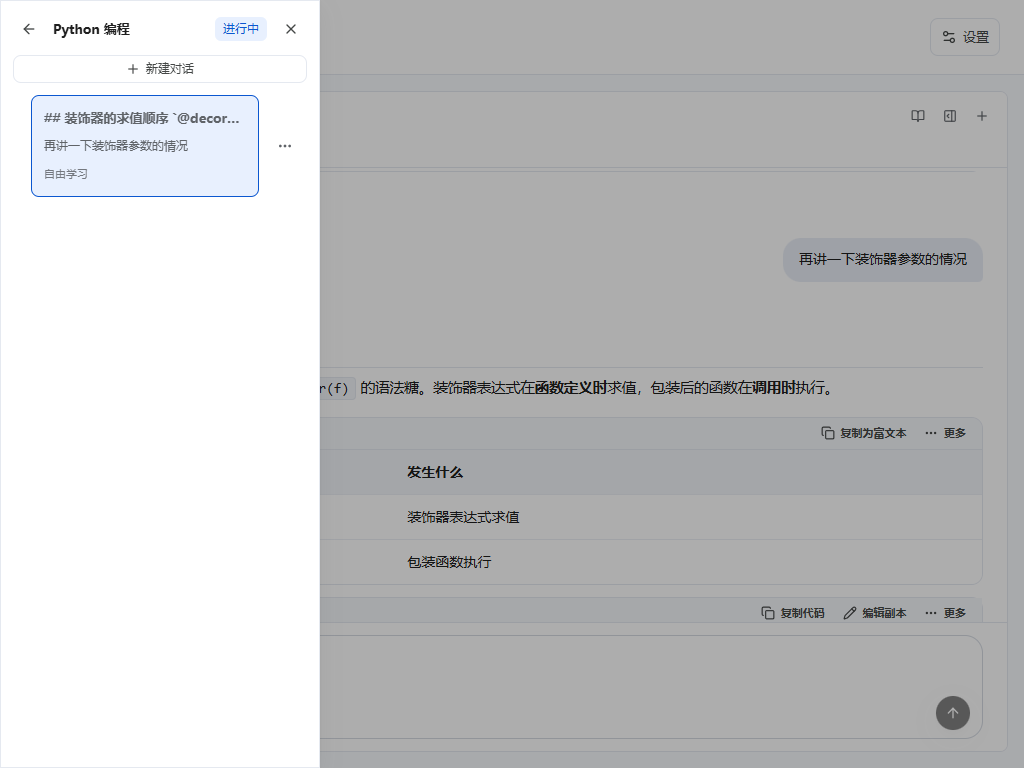 Python 编程
进行中
新建对话
## 装饰器的求值顺序 `@decor...
再讲一下装饰器参数的情况
自由学习
设置
再讲一下装饰器参数的情况
r(f) 的语法糖。装饰器表达式在函数定义时求值，包装后的函数在调用时执行。
复制为富文本
更多
发生什么
装饰器表达式求值
包装函数执行
复制代码
编辑副本
更多